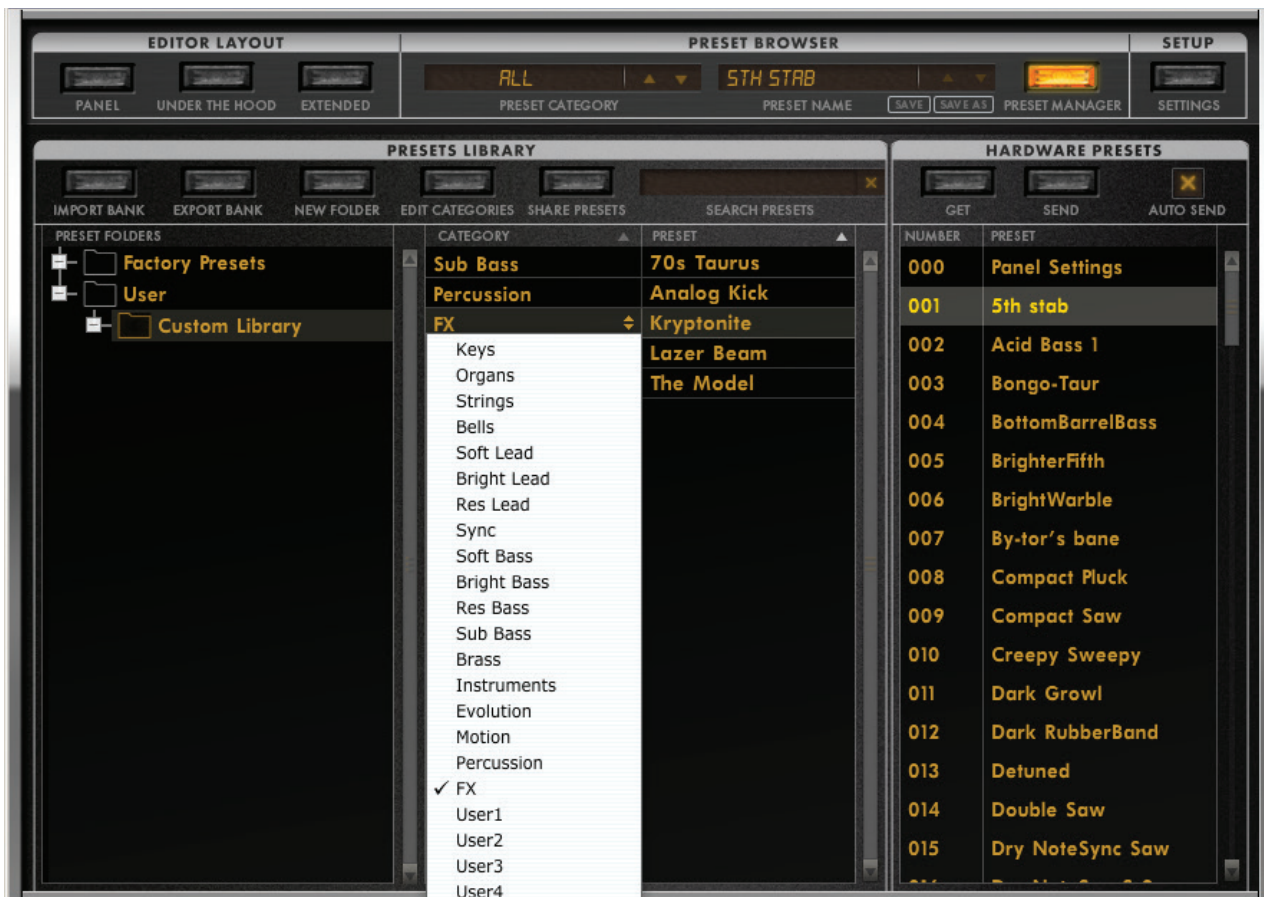 EDITOR LAYOUT
PRESET BROWSER
SETUP
ALL
5TH STAB
PANEL
UNDER THE HOOD
EXTENDED
PRESET CATEGORY
PRESET NAME
SAVE
SAVE AS
PRESET MANAGER
SETTINGS
PRESETS LIBRARY
IMPORT BANK
EXPORT BANK
NEW FOLDER
EDIT CATEGORIES
SHARE PRESETS
SEARCH PRESETS
PRESET FOLDERS
Factory Presets
User
Custom Library
CATEGORY
PRESET
Sub Bass
70s Taurus
Percussion
Analog Kick
FX
Kryptonite
Lazer Beam
The Model
Keys
Organs
Strings
Bells
Soft Lead
Bright Lead
Res Lead
Sync
Soft Bass
Bright Bass
Res Bass
Sub Bass
Brass
Instruments
Evolution
Motion
Percussion
✓ FX
User1
User2
User3
User4
HARDWARE PRESETS
GET
SEND
AUTO SEND
NUMBER PRESET
000 Panel Settings
001 5th stab
002 Acid Bass 1
003 Bongo-Taur
004 BottomBarrelBass
005 BrighterFifth
006 BrightWarble
007 By-tor's bane
008 Compact Pluck
009 Compact Saw
010 Creepy Sweepy
011 Dark Growl
012 Dark RubberBand
013 Detuned
014 Double Saw
015 Dry NoteSync Saw